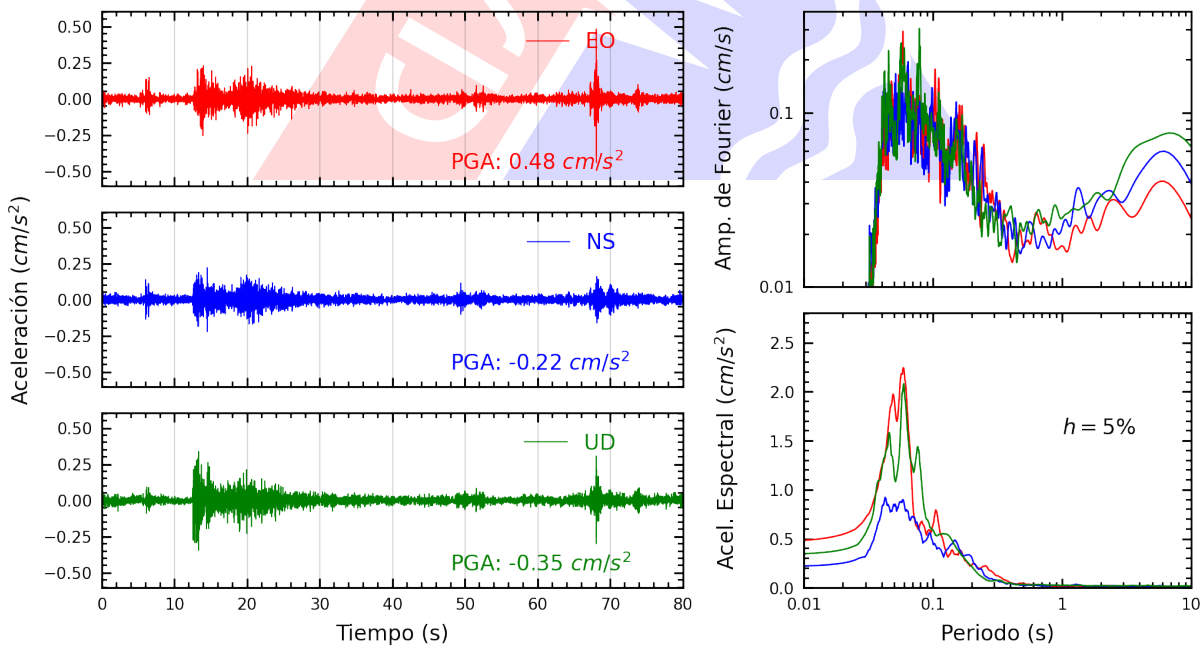 Aceleración (cm/s²)
0.50
0.25
0.00
−0.25
−0.50
EO
PGA: 0.48 cm/s²
0.50
0.25
0.00
−0.25
−0.50
NS
PGA: -0.22 cm/s²
0.50
0.25
0.00
−0.25
−0.50
UD
PGA: -0.35 cm/s²
0 10 20 30 40 50 60 70 80
Tiempo (s)
Amp. de Fourier (cm/s)
0.1
0.01
Acel. Espectral (cm/s²)
2.5
2.0
1.5
1.0
0.5
0.0
h = 5%
0.01 0.1 1 10
Periodo (s)